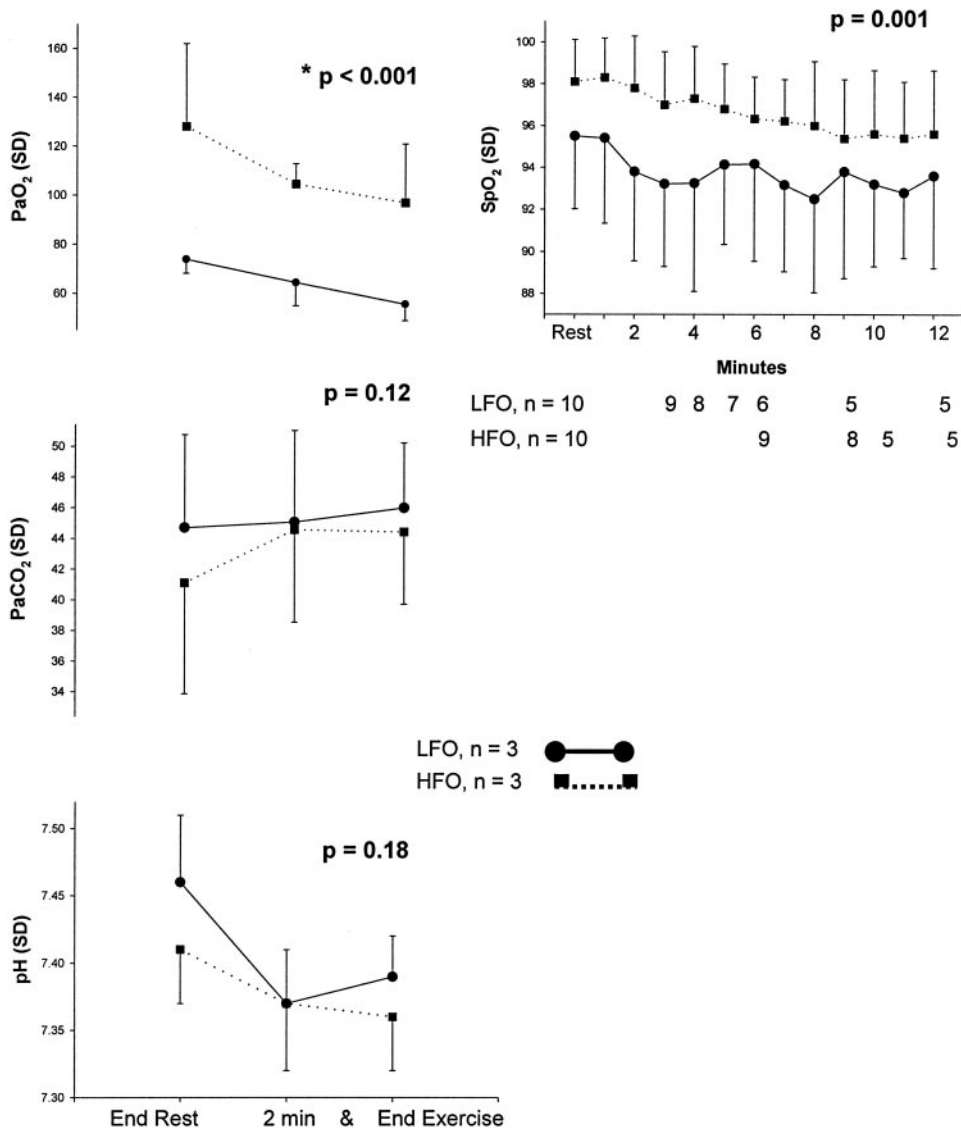 * p < 0.001
PaO2 (SD)
160
140
120
100
80
60
p = 0.001
SpO2 (SD)
100
98
96
94
92
90
88
Rest 2 4 6 8 10 12
Minutes
LFO, n = 10 9 8 7 6 5 5
HFO, n = 10 9 8 5 5
p = 0.12
PaCO2 (SD)
50
48
46
44
42
40
38
36
34
LFO, n = 3
HFO, n = 3
p = 0.18
pH (SD)
7.50
7.45
7.40
7.35
7.30
End Rest 2 min & End Exercise